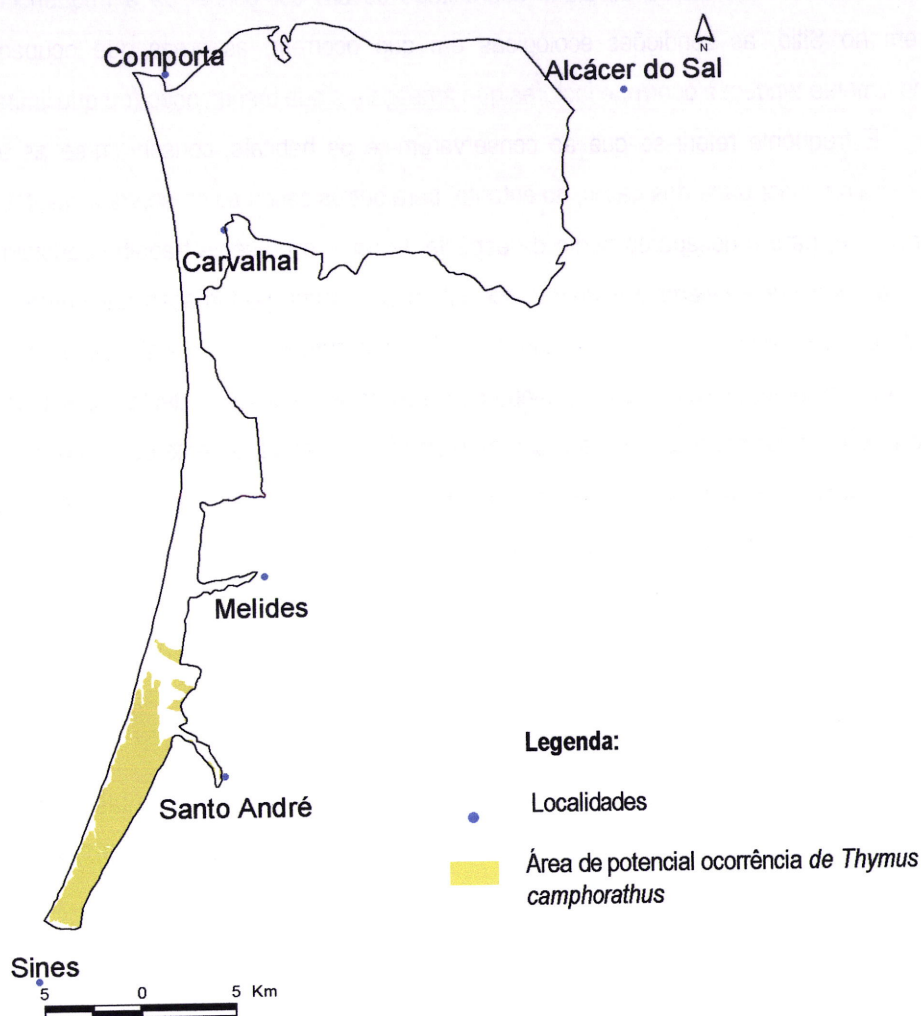 N
Comporta
Alcácer do Sal
Carvalhal
Melides
Legenda:
Santo André
Localidades
Área de potencial ocorrência de Thymus
camphorathus
Sines
5 0 5 Km